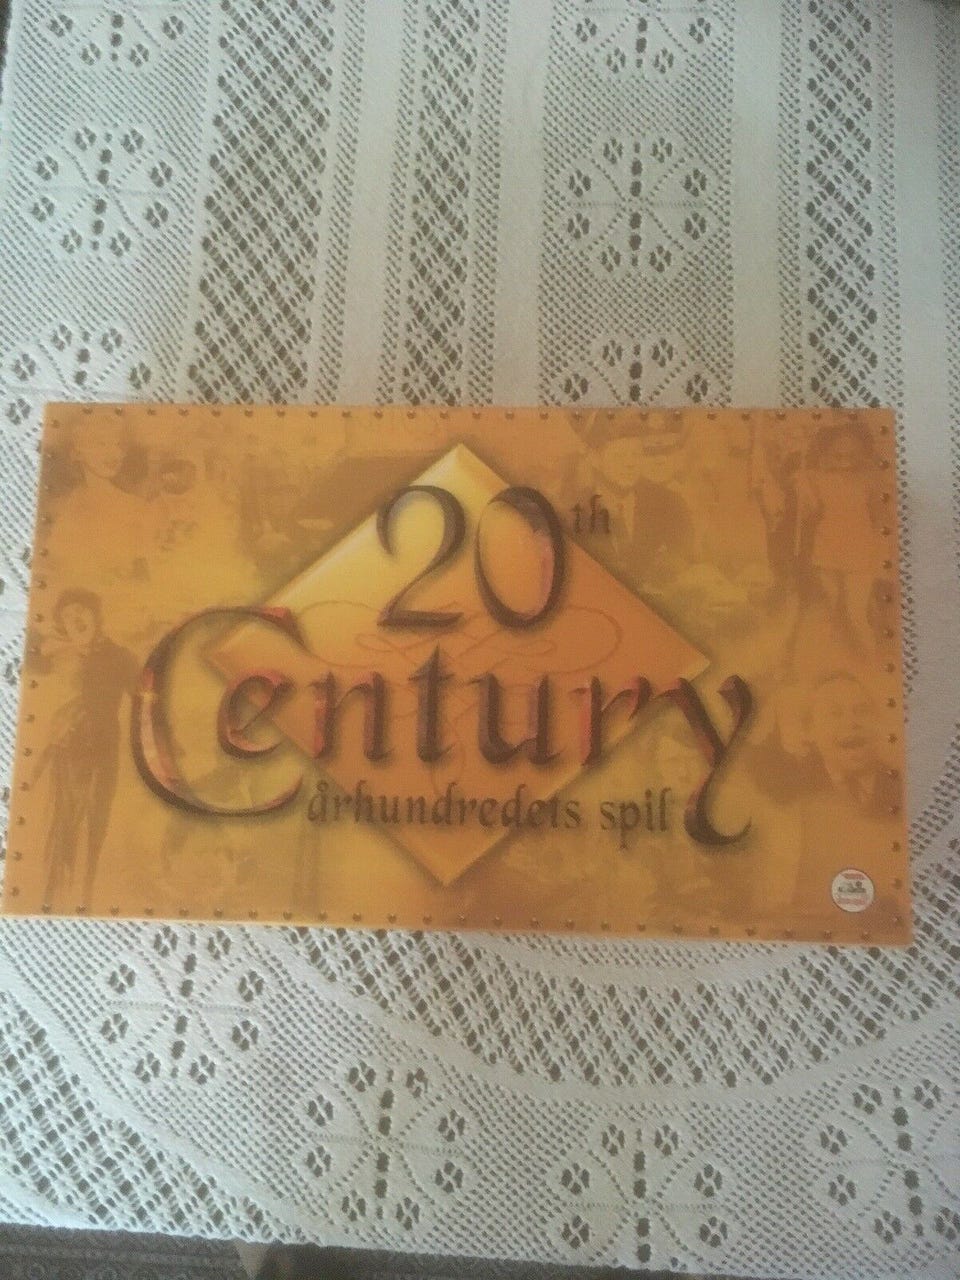 20th
Century
århundredets spil